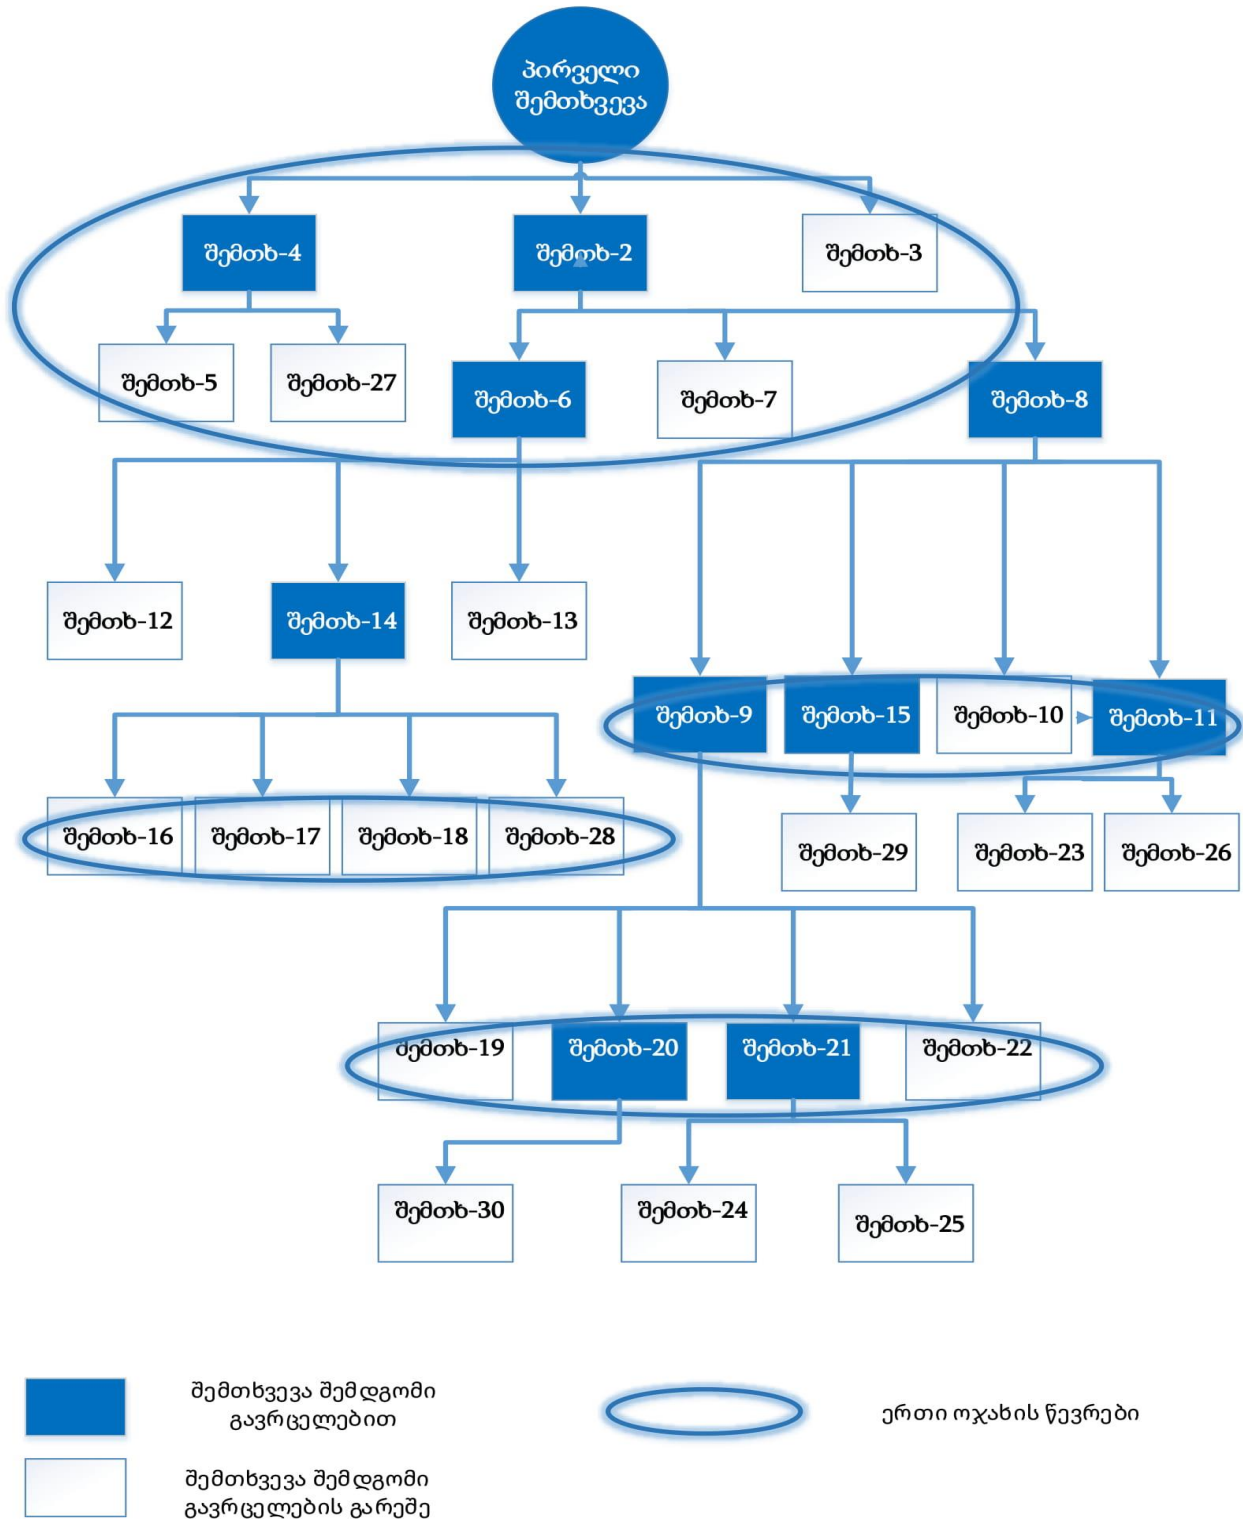 პირველი
შემთხვევა
შემთხ-4
შემთხ-2
შემთხ-3
შემთხ-5
შემთხ-27
შემთხ-6
შემთხ-7
შემთხ-8
შემთხ-12
შემთხ-14
შემთხ-13
შემთხ-9
შემთხ-15
შემთხ-10
შემთხ-11
შემთხ-16
შემთხ-17
შემთხ-18
შემთხ-28
შემთხ-29
შემთხ-23
შემთხ-26
შემთხ-19
შემთხ-20
შემთხ-21
შემთხ-22
შემთხ-30
შემთხ-24
შემთხ-25
შემთხვევა შემდგომი
გავრცელებით
ერთი ოჯახის წევრები
შემთხვევა შემდგომი
გავრცელების გარეშე